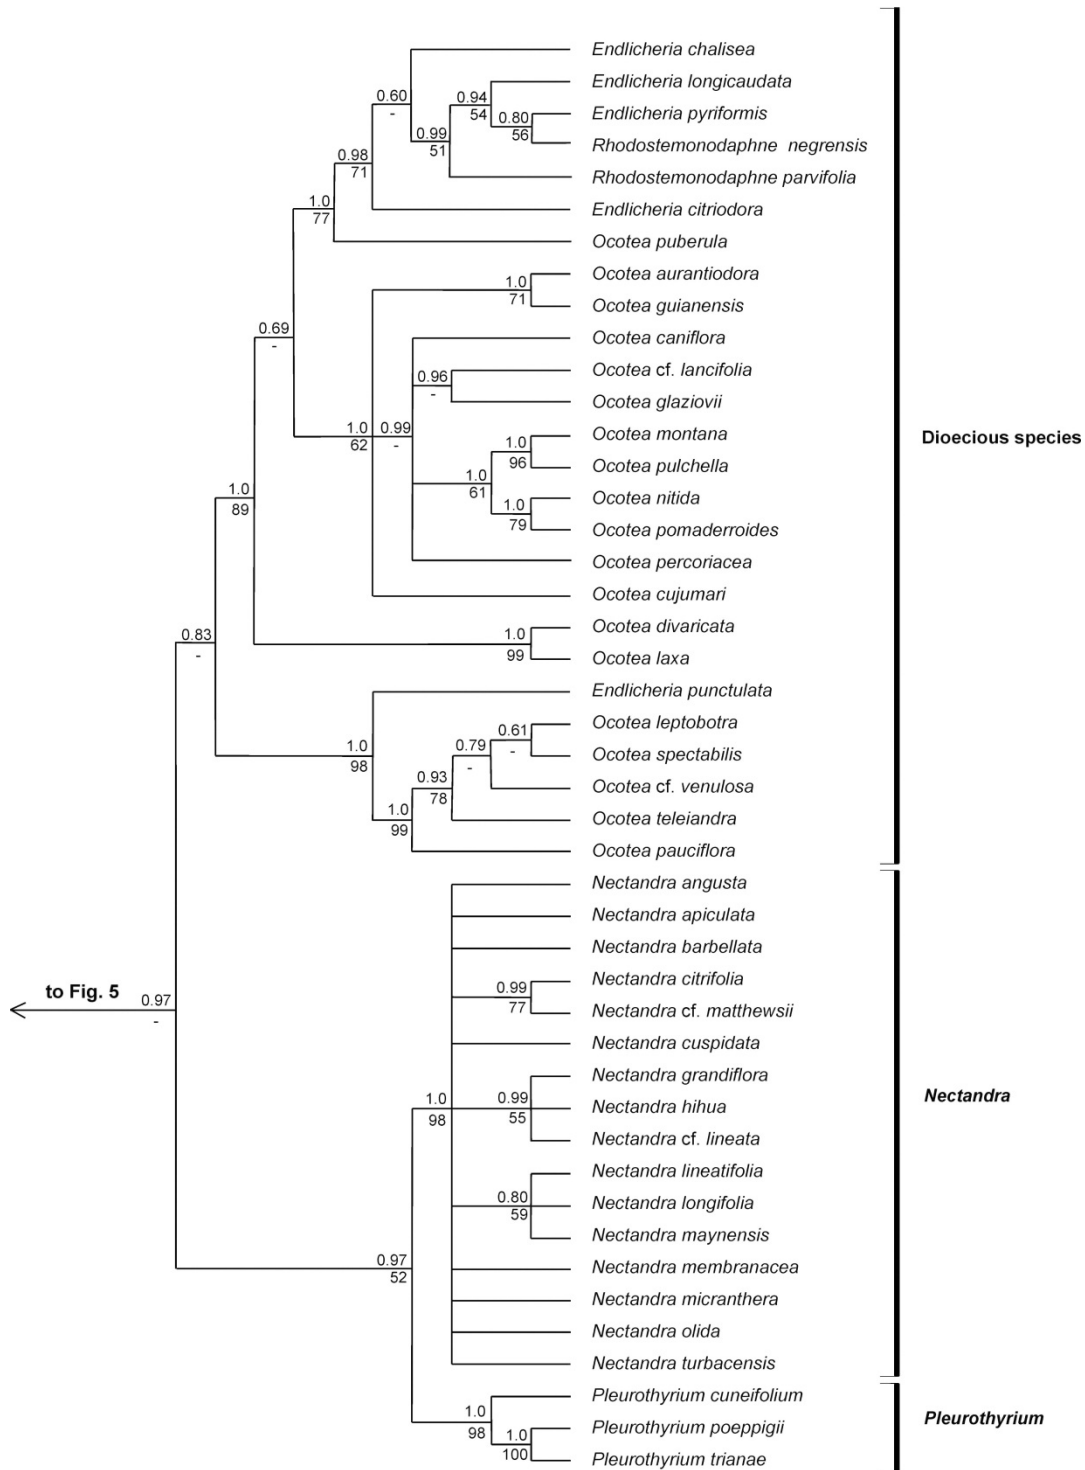 Endlicheria chalisea
Endlicheria longicaudata
0.60
0.94
-
54
Endlicheria pyriformis
0.80
56
0.99
51
Rhodostemonodaphne negrensis
0.98
71
Rhodostemonodaphne parvifolia
1.0
77
Endlicheria citriodora
Ocotea puberula
Ocotea aurantiodora
1.0
71
Ocotea guianensis
0.69
-
Ocotea caniflora
Ocotea cf. lancifolia
0.96
-
Ocotea glaziovii
1.0
62
0.99
-
Ocotea montana
1.0
96
Dioecious species
Ocotea pulchella
1.0
61
1.0
89
Ocotea nitida
1.0
79
Ocotea pomaderroides
Ocotea percoriacea
Ocotea cujumari
Ocotea divaricata
0.83
-
1.0
99
Ocotea laxa
Endlicheria punctulata
Ocotea leptobotra
0.61
-
1.0
98
0.79
-
Ocotea spectabilis
0.93
78
Ocotea cf. venulosa
1.0
99
Ocotea teleiandra
Ocotea pauciflora
Nectandra angusta
Nectandra apiculata
Nectandra barbellata
Nectandra citrifolia
to Fig. 5
0.97
-
0.99
77
Nectandra cf. matthewsii
Nectandra cuspidata
Nectandra grandiflora
1.0
98
0.99
55
Nectandra hihua
Nectandra
Nectandra cf. lineata
Nectandra lineatifolia
0.80
59
Nectandra longifolia
Nectandra maynensis
0.97
52
Nectandra membranacea
Nectandra micranthera
Nectandra olida
Nectandra turbacensis
Pleurothyrium cuneifolium
1.0
98
Pleurothyrium poeppigii
Pleurothyrium
1.0
100
Pleurothyrium trianae